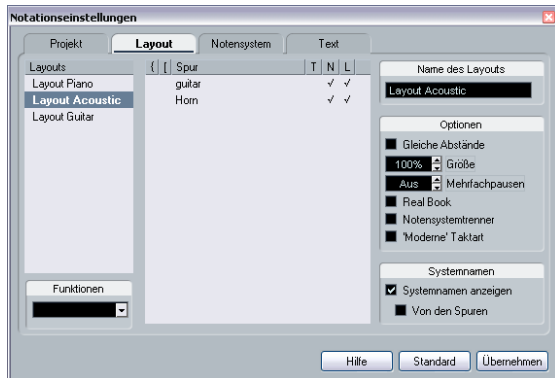 Notationseinstellungen
Projekt Layout Notensystem Text
Layouts
Layout Piano
Layout Acoustic
Layout Guitar
Funktionen
{ [ Spur T N L
guitar √ √
Horn √ √
Name des Layouts
Layout Acoustic
Optionen
Gleiche Abstände
100% Größe
Aus Mehrfachpausen
Real Book
Notensystemtrenner
'Moderne' Taktart
Systemnamen
Systemnamen anzeigen
Von den Spuren
Hilfe Standard Übernehmen